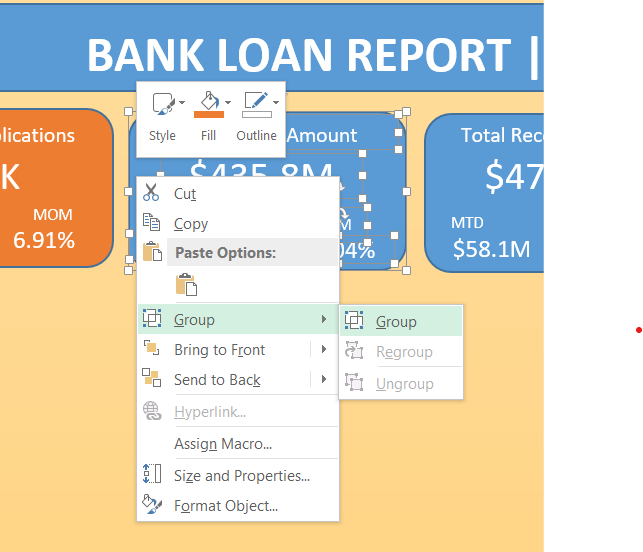 BANK LOAN REPORT |
plications
Amount
Total Rec
K
$435.8M
$47
MOM
M
MTD
6.91%
04%
$58.1M
Style
Fill
Outline
Cut
Copy
Paste Options:
Group
Bring to Front
Send to Back
Hyperlink...
Assign Macro...
Size and Properties...
Format Object...
Group
Regroup
Ungroup